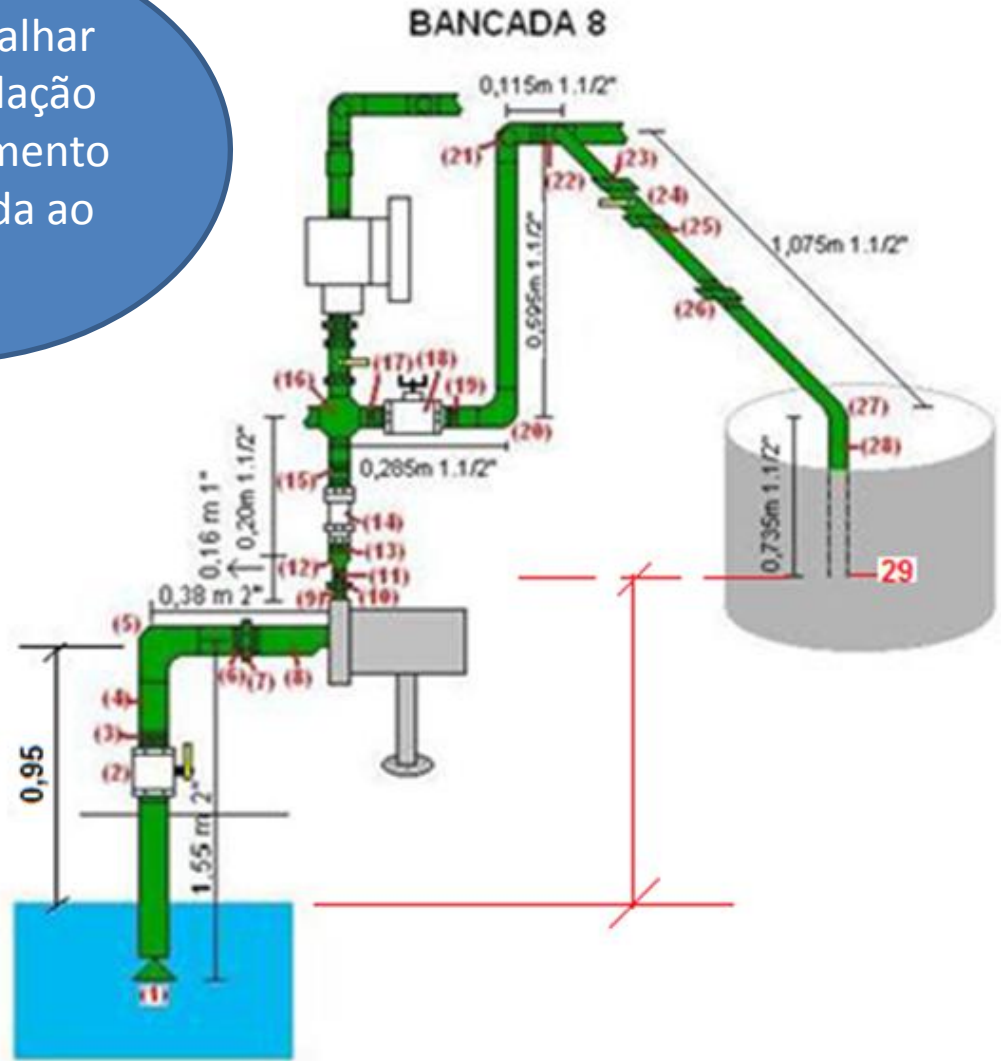 BANCADA 8
alhar
lação
mento
da ao
0,115m 1.1/2"
(21)
(22)
(23)
(24)
(25)
1,075m 1.1/2"
0,595m 1.1/2"
(26)
(16)
(17)
(18)
(19)
(20)
(27)
(28)
0,285m 1.1/2"
0,735m 1.1/2"
29
0,16 m 1"
0,20m 1.1/2"
(15)
(14)
(13)
(12)
(11)
(9)
(10)
0,38 m 2"
(5)
(6)
(7)
(8)
(4)
(3)
(2)
0,95
1,55 m 2"
(1)